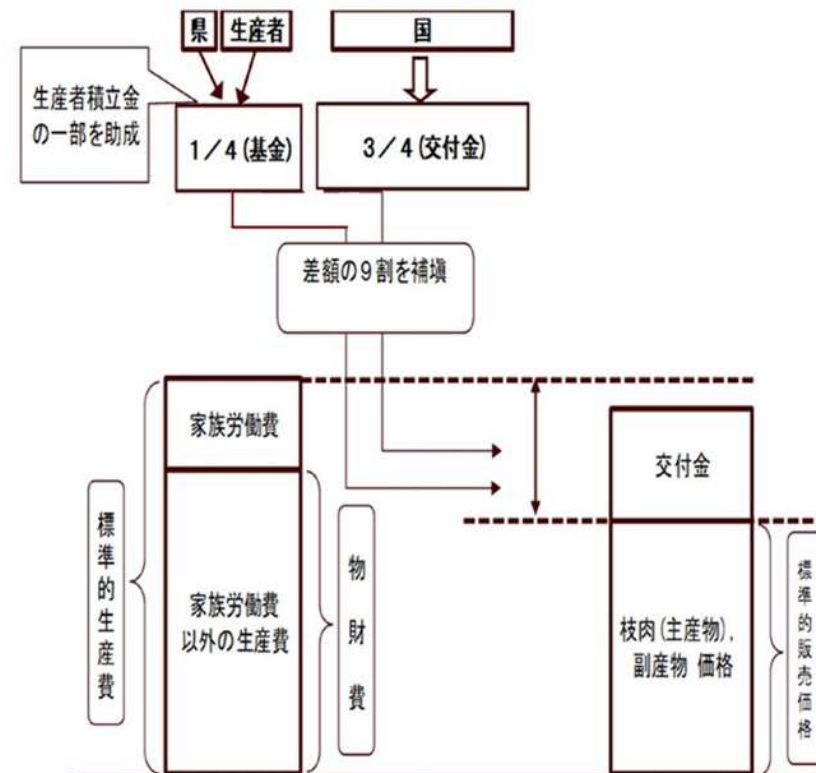 県
生産者
国
生産者積立金
の一部を助成
1/4(基金)
3/4(交付金)
差額の9割を補塡
家族労働費
交付金
標準的生産費
家族労働費
以外の生産費
物財費
枝肉(主産物),
副産物 価格
標準的販売価格